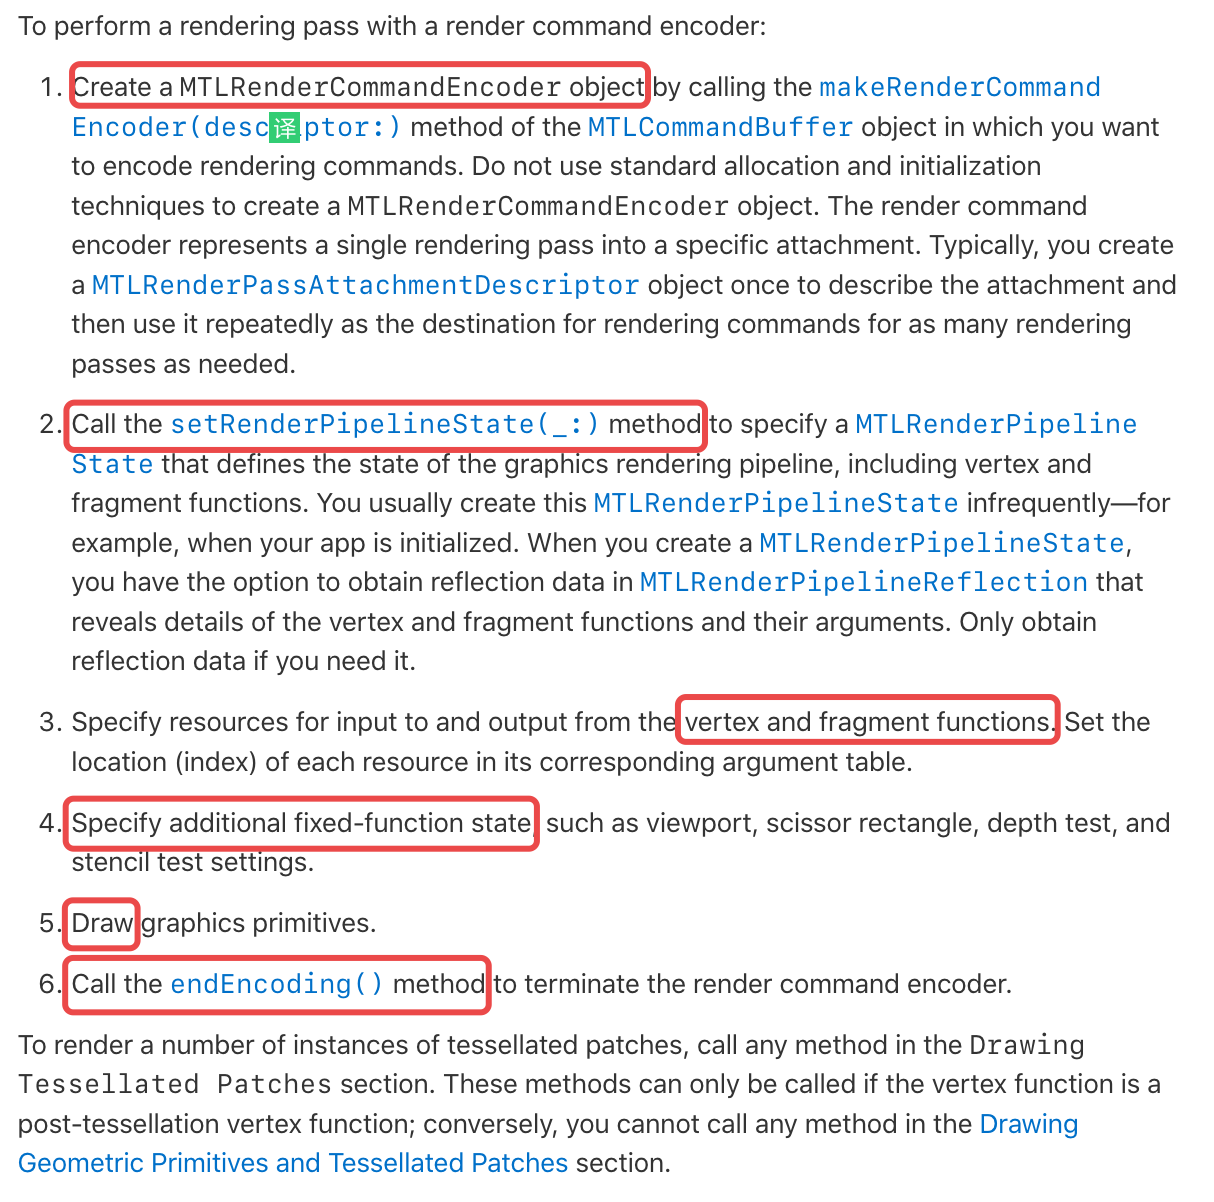 To perform a rendering pass with a render command encoder:
1. Create a MTLRenderCommandEncoder object by calling the makeRenderCommand
Encoder(desc译ptor:) method of the MTLCommandBuffer object in which you want
to encode rendering commands. Do not use standard allocation and initialization
techniques to create a MTLRenderCommandEncoder object. The render command
encoder represents a single rendering pass into a specific attachment. Typically, you create
a MTLRenderPassAttachmentDescriptor object once to describe the attachment and
then use it repeatedly as the destination for rendering commands for as many rendering
passes as needed.
2. Call the setRenderPipelineState(_:) method to specify a MTLRenderPipeline
State that defines the state of the graphics rendering pipeline, including vertex and
fragment functions. You usually create this MTLRenderPipelineState infrequently—for
example, when your app is initialized. When you create a MTLRenderPipelineState,
you have the option to obtain reflection data in MTLRenderPipelineReflection that
reveals details of the vertex and fragment functions and their arguments. Only obtain
reflection data if you need it.
3. Specify resources for input to and output from the vertex and fragment functions. Set the
location (index) of each resource in its corresponding argument table.
4. Specify additional fixed-function state, such as viewport, scissor rectangle, depth test, and
stencil test settings.
5. Draw graphics primitives.
6. Call the endEncoding() method to terminate the render command encoder.
To render a number of instances of tessellated patches, call any method in the Drawing
Tessellated Patches section. These methods can only be called if the vertex function is a
post-tessellation vertex function; conversely, you cannot call any method in the Drawing
Geometric Primitives and Tessellated Patches section.